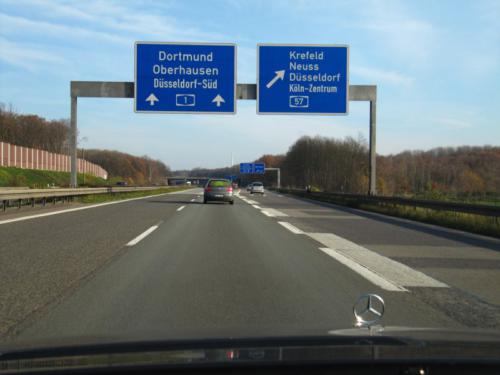 Dortmund
Oberhausen
Düsseldorf-Süd
1
Krefeld
Neuss
Düsseldorf
Köln-Zentrum
57